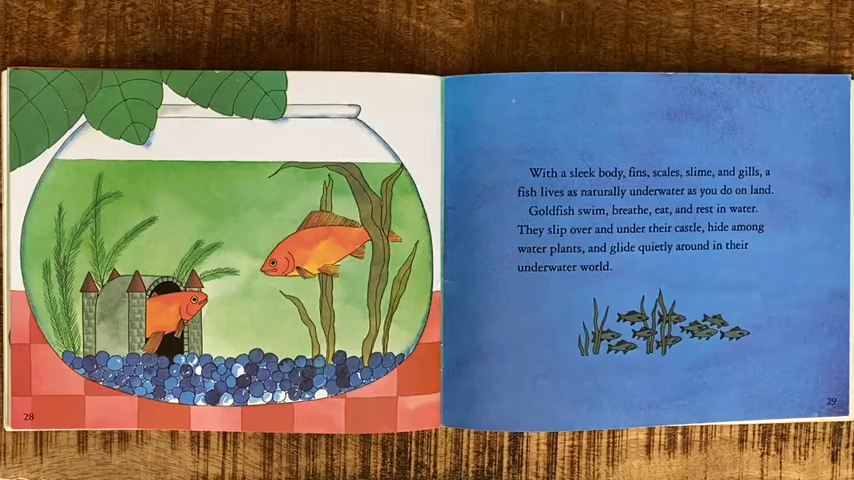 28
With a sleek body, fins, scales, slime, and gills, a
fish lives as naturally underwater as you do on land.
Goldfish swim, breathe, eat, and rest in water.
They slip over and under their castle, hide among
water plants, and glide quietly around in their
underwater world.
29